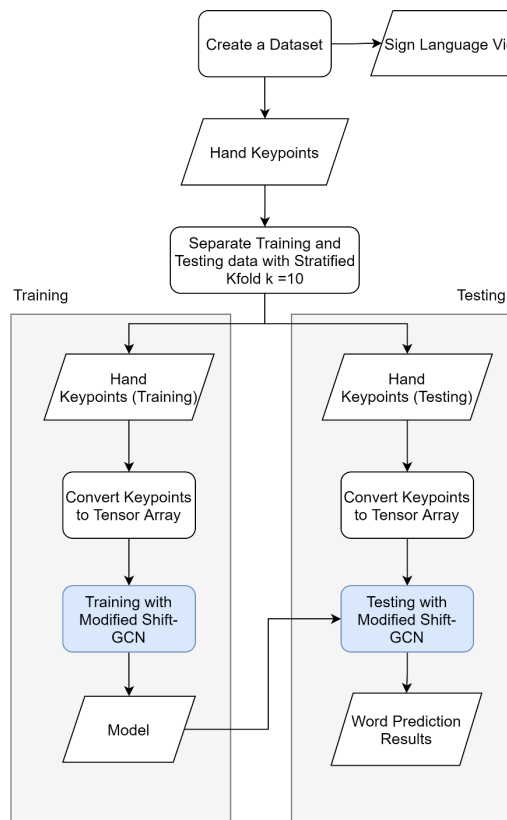 Create a Dataset
Sign Language
Hand Keypoints
Separate Training and
Testing data with Stratified
Kfold k =10
Training
Testing
Hand
Keypoints (Training)
Hand
Keypoints (Testing)
Convert Keypoints
to Tensor Array
Convert Keypoints
to Tensor Array
Training with
Modified Shift-
GCN
Testing with
Modified Shift-
GCN
Model
Word Prediction
Results